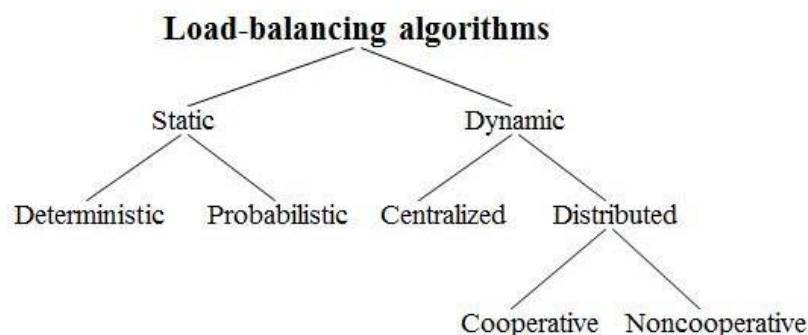 Load-balancing algorithms
Static Dynamic
Deterministic Probabilistic Centralized Distributed
Cooperative Noncooperative